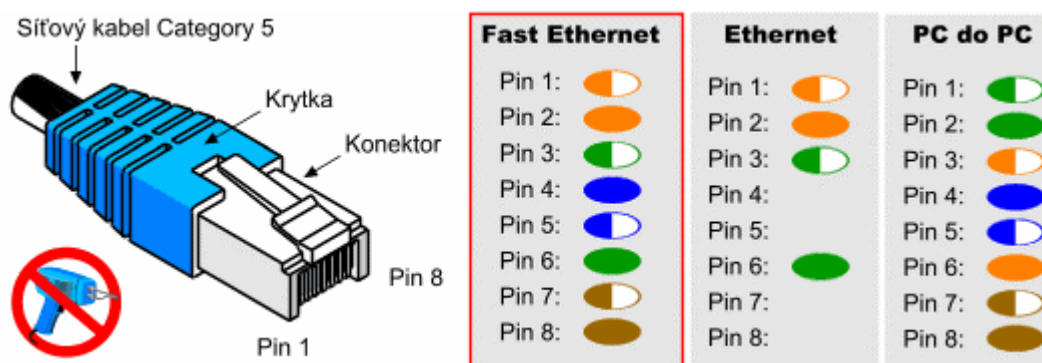 Síťový kabel Category 5
Krytka
Konektor
Pin 8
Pin 1
Fast Ethernet
Pin 1:
Pin 2:
Pin 3:
Pin 4:
Pin 5:
Pin 6:
Pin 7:
Pin 8:
Ethernet
Pin 1:
Pin 2:
Pin 3:
Pin 4:
Pin 5:
Pin 6:
Pin 7:
Pin 8:
PC do PC
Pin 1:
Pin 2:
Pin 3:
Pin 4:
Pin 5:
Pin 6:
Pin 7:
Pin 8: